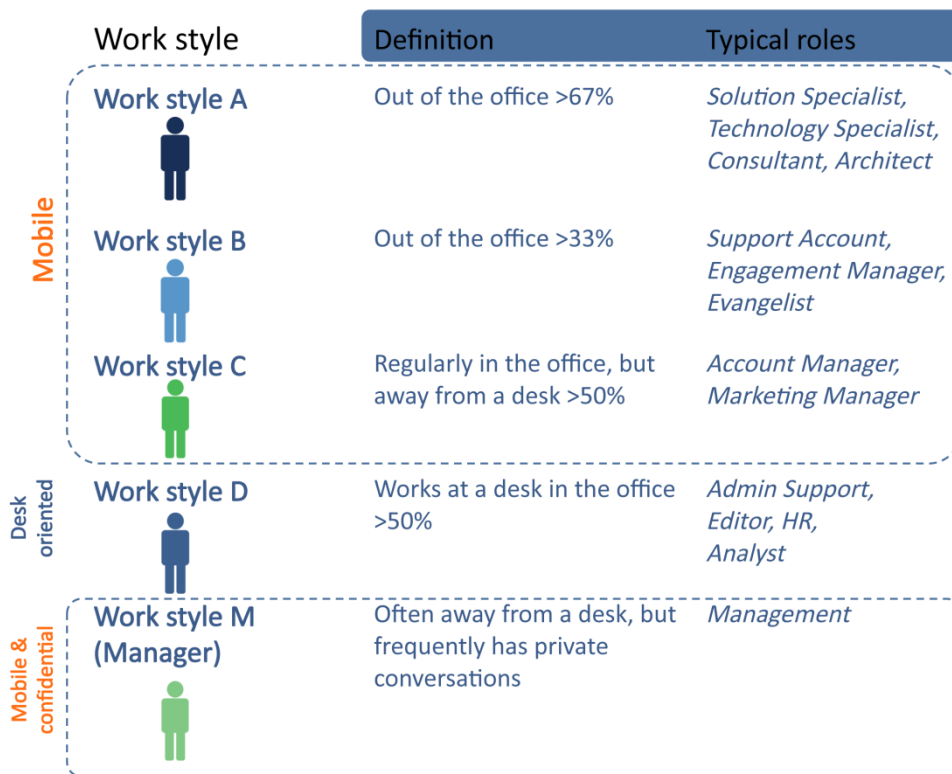 Work style
Definition
Typical roles
Mobile
Work style A
Out of the office >67%
Solution Specialist,
Technology Specialist,
Consultant, Architect
Work style B
Out of the office >33%
Support Account,
Engagement Manager,
Evangelist
Work style C
Regularly in the office, but
away from a desk >50%
Account Manager,
Marketing Manager
Desk
oriented
Work style D
Works at a desk in the office
>50%
Admin Support,
Editor, HR,
Analyst
Mobile &
confidential
Work style M
(Manager)
Often away from a desk, but
frequently has private
conversations
Management